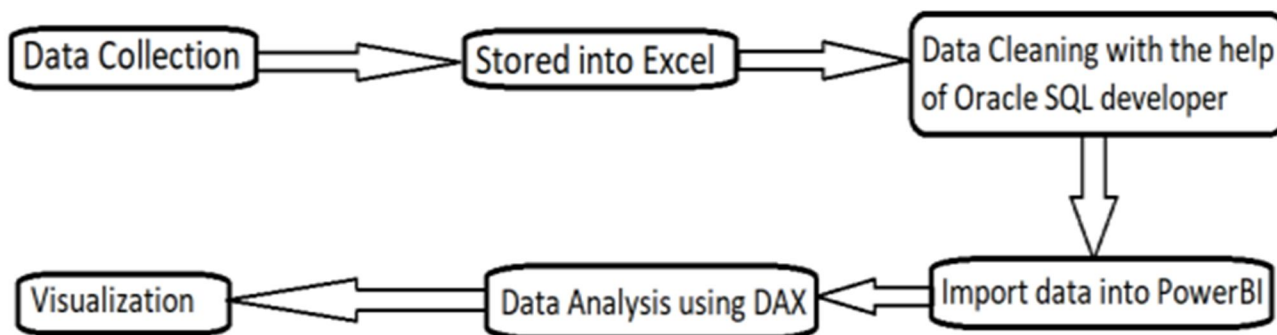 Data Collection
Stored into Excel
Data Cleaning with the help
of Oracle SQL developer
Import data into PowerBI
Data Analysis using DAX
Visualization